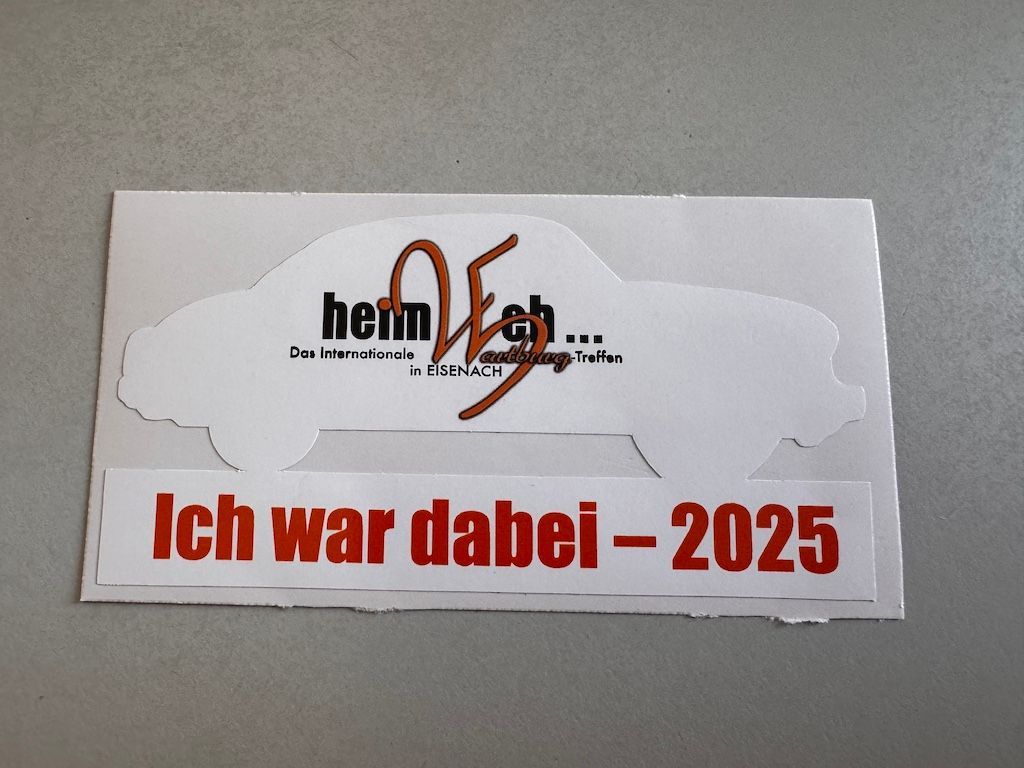 heimWeh ...
Das Internationale Wartburg-Treffen
in EISENACH
Ich war dabei – 2025